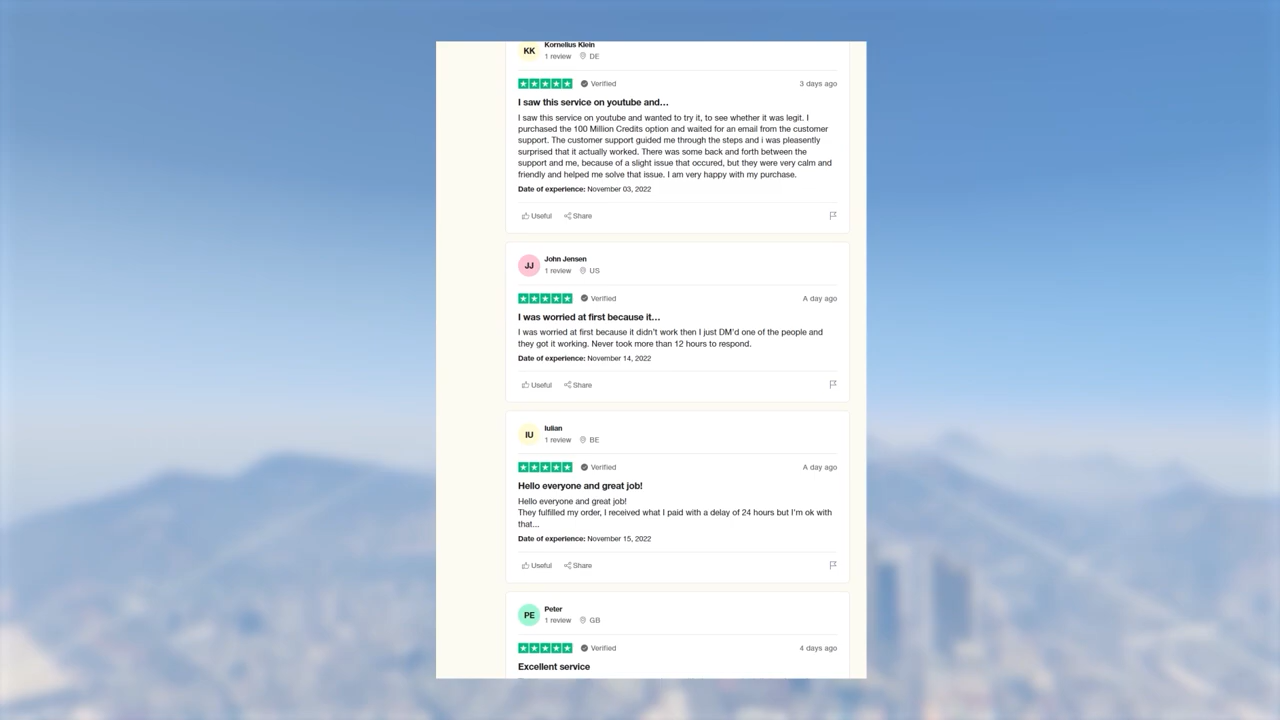 KK
Kornelius Klein
1 review DE
Verified
3 days ago
I saw this service on youtube and...
I saw this service on youtube and wanted to try it, to see whether it was legit. I
purchased the 100 Million Credits option and waited for an email from the customer
support. The customer support guided me through the steps and i was pleasently
surprised that it actually worked. There was some back and forth between the
support and me, because of a slight issue that occured, but they were very calm and
friendly and helped me solve that issue. I am very happy with my purchase.
Date of experience: November 03, 2022
Useful Share
JJ
John Jensen
1 review US
Verified
A day ago
I was worried at first because it...
I was worried at first because it didn't work then I just DM'd one of the people and
they got it working. Never took more than 12 hours to respond.
Date of experience: November 14, 2022
Useful Share
IU
Iulian
1 review BE
Verified
A day ago
Hello everyone and great job!
Hello everyone and great job!
They fulfilled my order, I received what I paid with a delay of 24 hours but I'm ok with
that...
Date of experience: November 15, 2022
Useful Share
PE
Peter
1 review GB
Verified
4 days ago
Excellent service